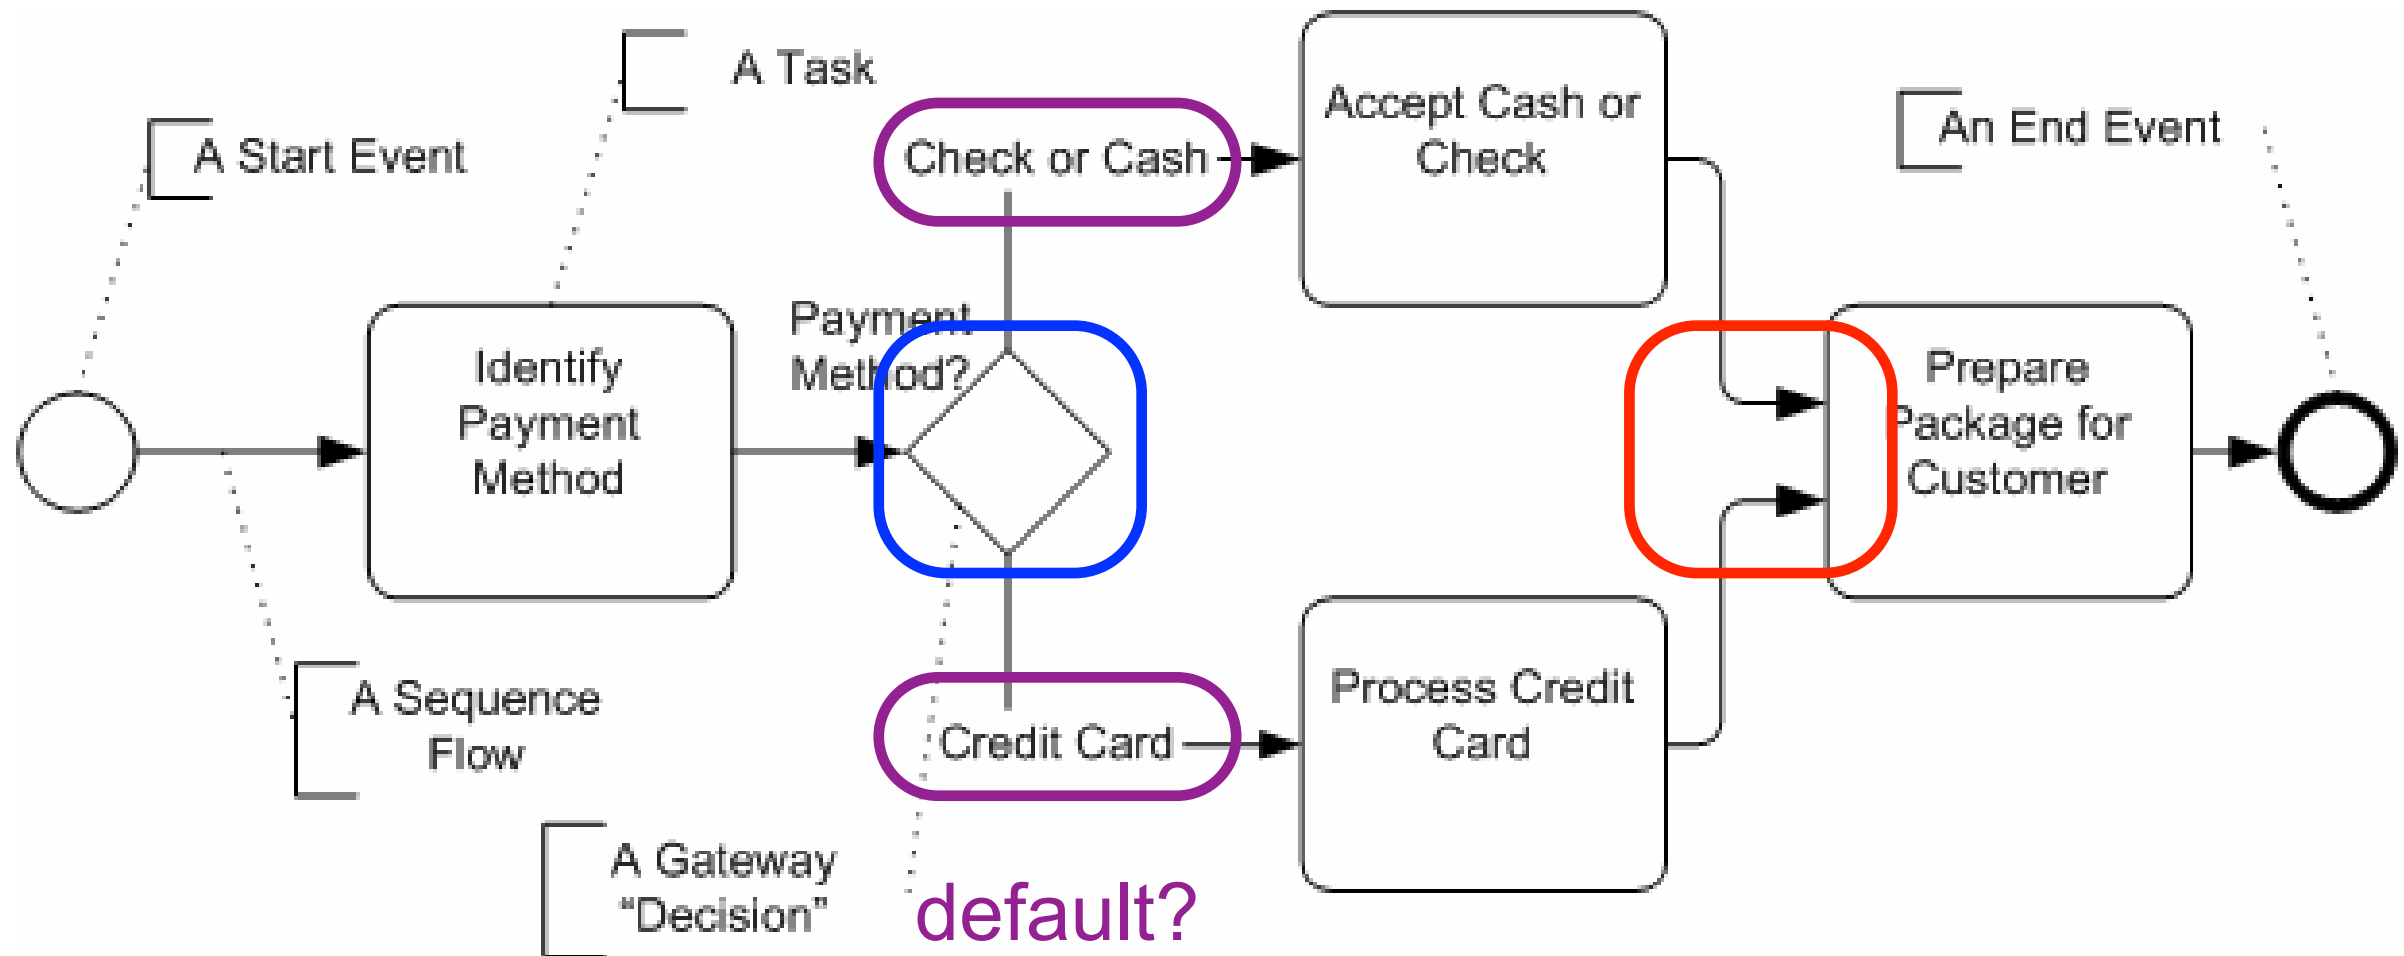 A Task
A Start Event
Check or Cash
Accept Cash or
Check
An End Event
Payment
Method?
Identify
Payment
Method
Prepare
Package for
Customer
A Sequence
Flow
Credit Card
Process Credit
Card
A Gateway
“Decision”
default?